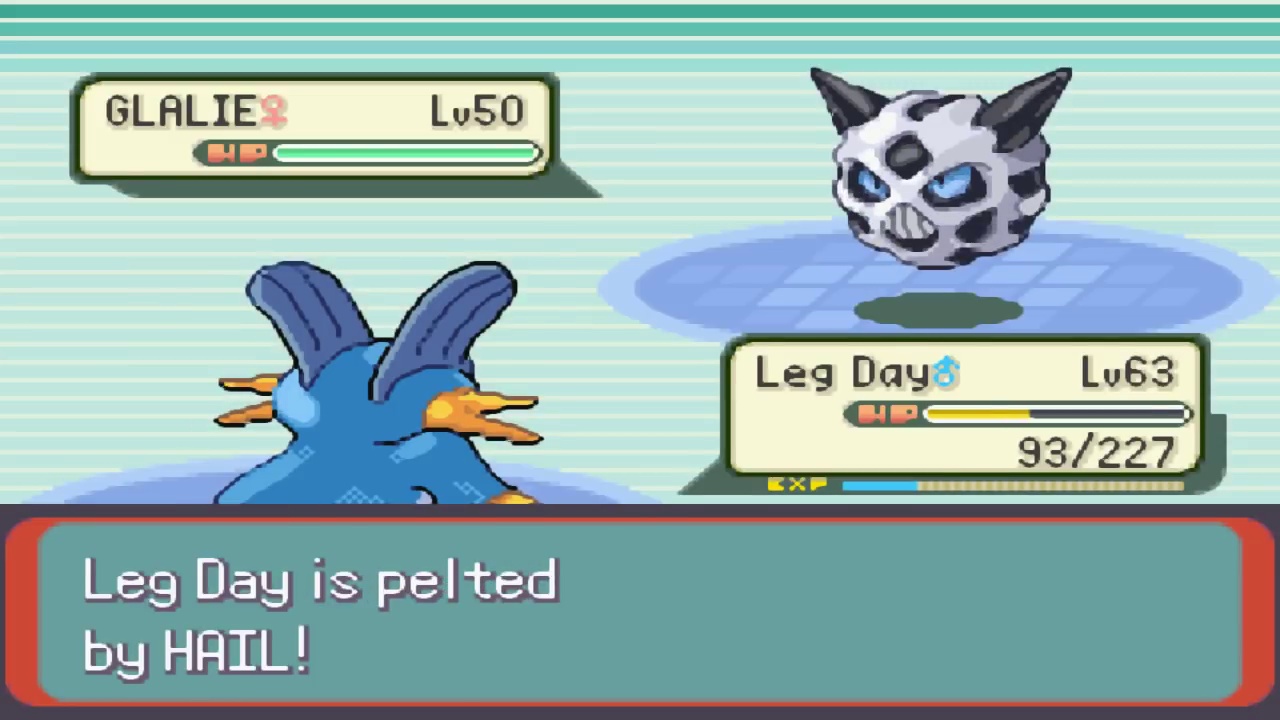 GLALIE♀ Lv50
HP
Leg Day♂ Lv63
HP
93/227
EXP
Leg Day is pelted
by HAIL!